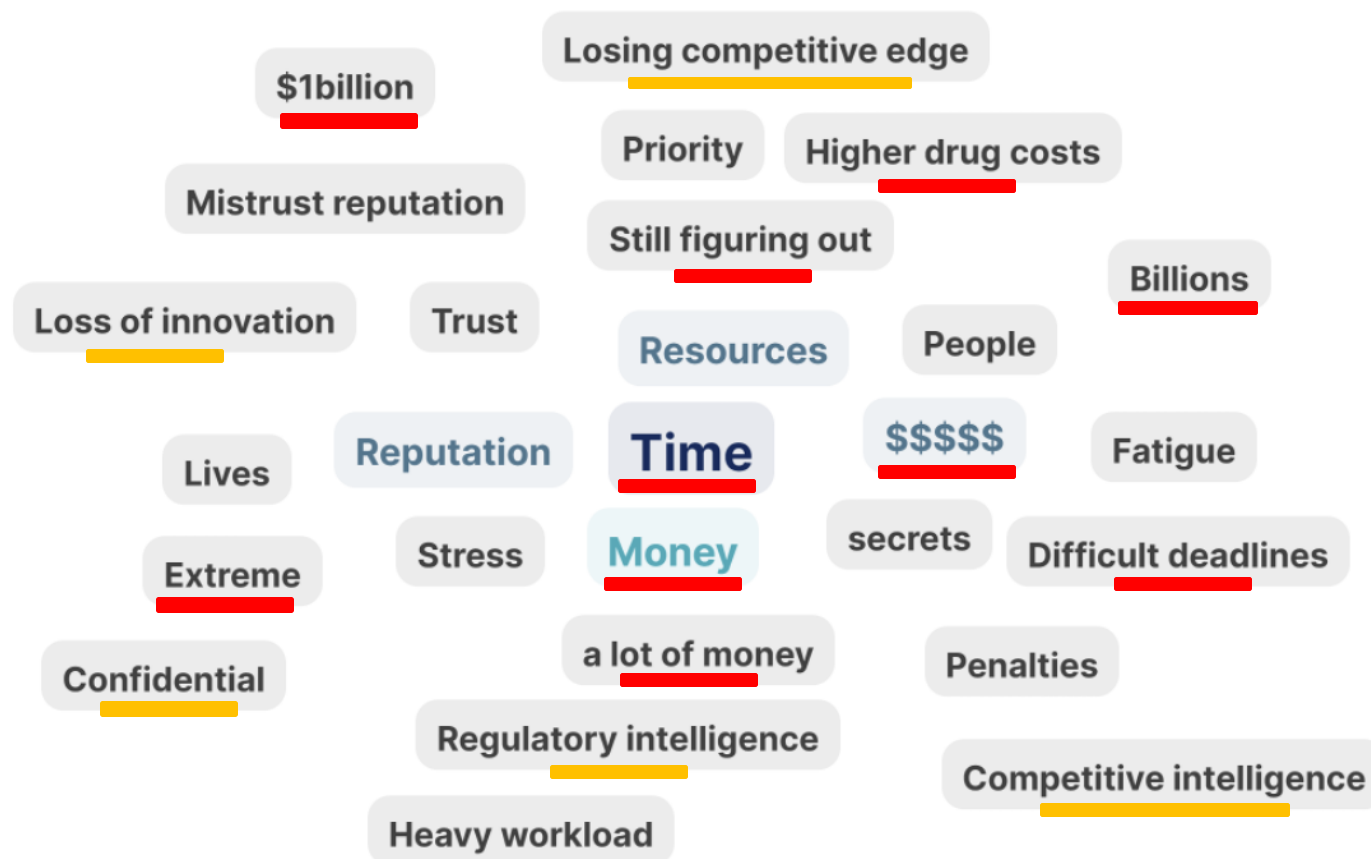 Losing competitive edge
$1billion
Priority
Higher drug costs
Mistrust reputation
Still figuring out
Billions
Loss of innovation
Trust
Resources
People
Reputation
Time
$$$$$
Fatigue
Lives
Stress
Money
secrets
Difficult deadlines
Extreme
a lot of money
Penalties
Confidential
Regulatory intelligence
Competitive intelligence
Heavy workload